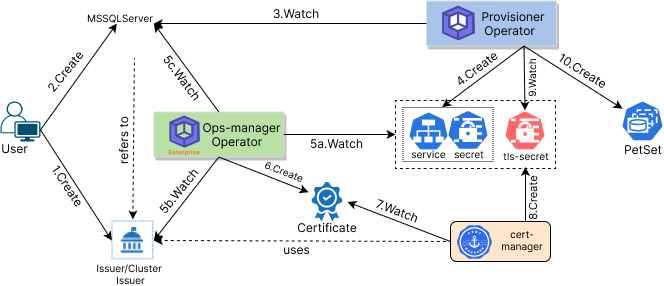 MSSQLServer
3.Watch
Provisioner
Operator
2.Create
5c.Watch
4.Create
9.Watch
10.Create
User
refers to
Ops-manager
Operator
Enterprise
5a.Watch
service
secret
tls-secret
PetSet
1.Create
5b.Watch
6.Create
7.Watch
8.Create
Certificate
cert-
manager
uses
Issuer/Cluster
Issuer